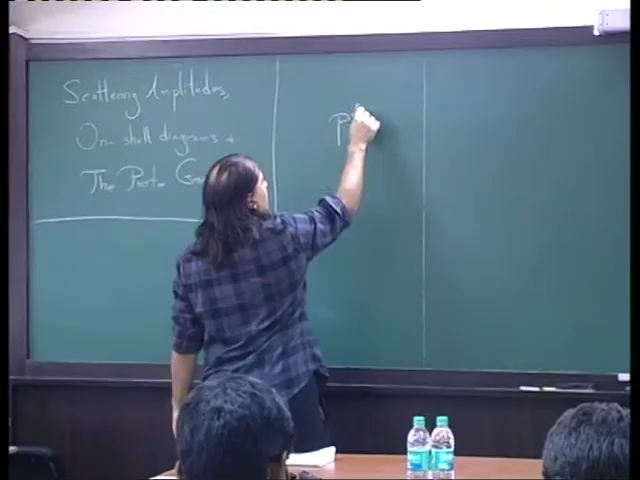 Scattering Amplitudes,
On-shell diagrams +
The
P